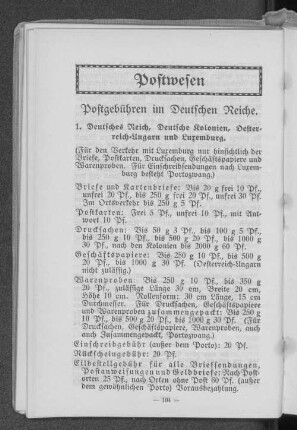 Postwesen
Postgebühren im Deutschen Reiche.
1. Deutsches Reich, Deutsche Kolonien, Oester-
reich-Ungarn und Luxemburg.
(Für den Verkehr mit Luxemburg nur hinsichtlich der
Briefe, Postkarten, Drucksachen, Geschäftspapiere und
Warenproben. Für Einschreibsendungen nach Luxem-
burg besteht Portozwang.)
Briefe und Kartenbriefe: Bis 20 g frei 10 Pf.,
unfrei 20 Pf., bis 250 g frei 20 Pf., unfrei 30 Pf.
Im Ortsverkehr bis 250 g 5 Pf.
Postkarten: Frei 5 Pf., unfrei 10 Pf., mit Ant-
wort 10 Pf.
Drucksachen: Bis 50 g 3 Pf., bis 100 g 5 Pf.,
bis 250 g 10 Pf., bis 500 g 20 Pf., bis 1000 g
30 Pf., nach den Kolonien bis 2000 g 60 Pf.
Geschäftspapiere: Bis 250 g 10 Pf., bis 500 g
20 Pf., bis 1000 g 30 Pf. (Oesterreich-Ungarn
nicht zulässig.)
Warenproben: Bis 250 g 10 Pf., bis 350 g
20 Pf., zulässige Länge 30 cm, Breite 20 cm,
Höhe 10 cm. Rollenform: 30 cm Länge, 15 cm
Durchmesser. Für Drucksachen, Geschäftspapiere
und Warenproben zusammengepackt: Bis 250 g
10 Pf., bis 500 g 20 Pf., bis 1000 g 30 Pf. (Für
Drucksachen, Geschäftspapiere, Warenproben, auch
auch zusammengepackt, besteht Portozwang. Auch
bei gewöhnlichen Warenproben Vorausbezahlung.
Einschreibgebühr (außer dem Porto): 20 Pf.
Rückscheingebühr: 20 Pf.
Eilbestellgebühr für alle Briefsendungen,
Postanweisungen und Geldbriefe: Nach Post-
orten 25 Pf., nach Orten ohne Post 60 Pf. (außer
dem gewöhnlichen Porto) bei Vorausbezahlung.